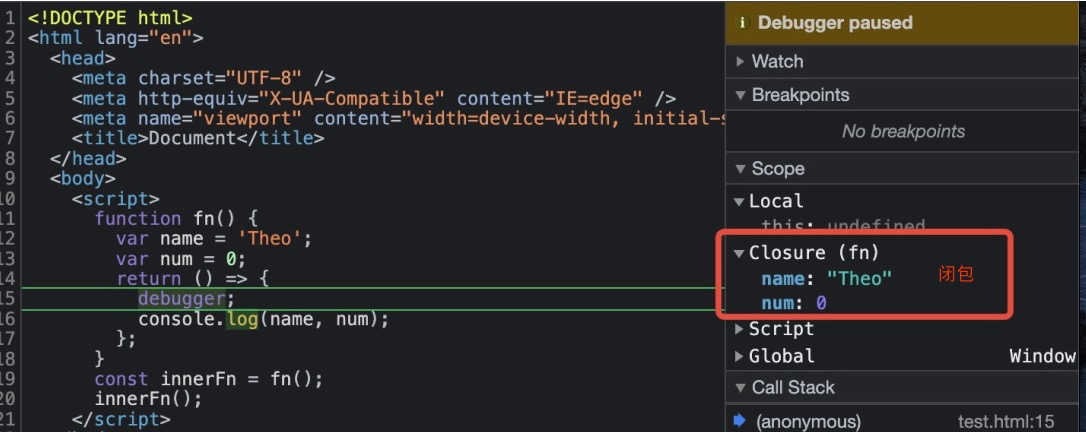 1 <!DOCTYPE html>
2 <html lang="en">
3 <head>
4 <meta charset="UTF-8" />
5 <meta http-equiv="X-UA-Compatible" content="IE=edge" />
6 <meta name="viewport" content="width=device-width, initial-s
7 <title>Document</title>
8 </head>
9 <body>
10 <script>
11 function fn() {
12 var name = 'Theo';
13 var num = 0;
14 return () => {
15 debugger;
16 console.log(name, num);
17 };
18 }
19 const innerFn = fn();
20 innerFn();
21 </script>
Debugger paused
Watch
Breakpoints
No breakpoints
Scope
Local
this: undefined
Closure (fn)
name: "Theo" 闭包
num: 0
Script
Global Window
Call Stack
(anonymous) test.html:15